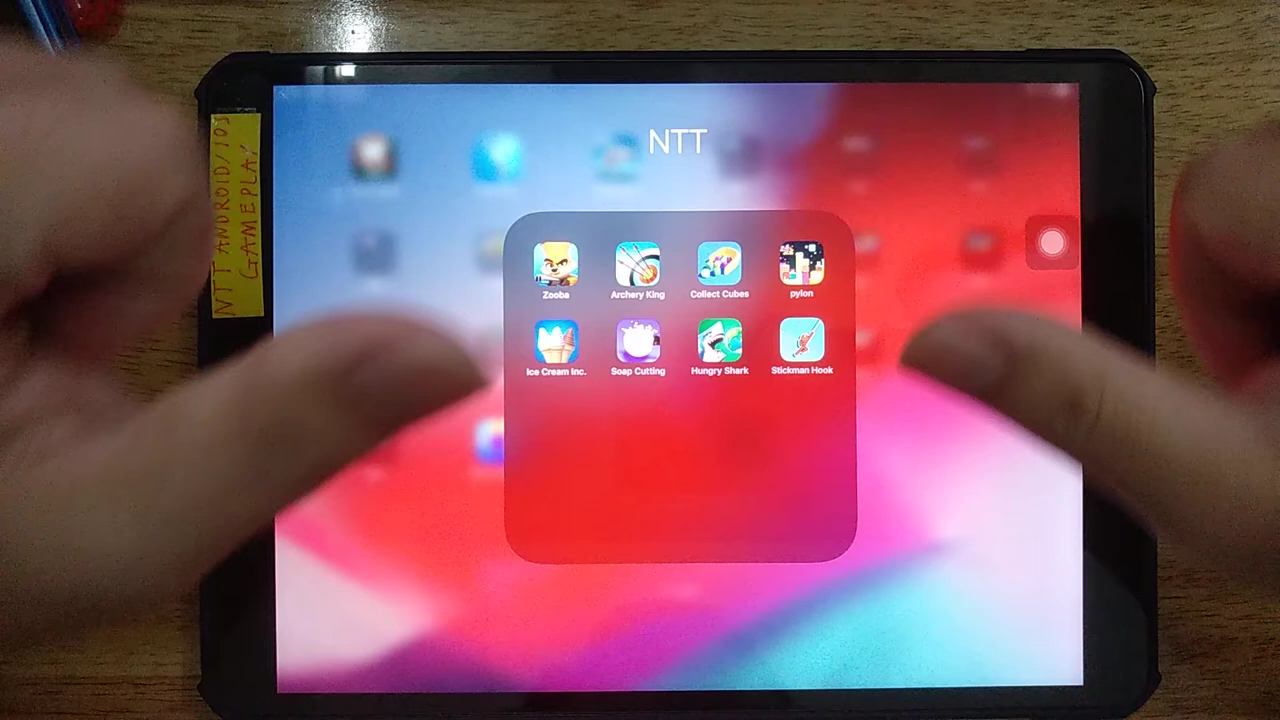 NTT ANDROID/IOS
GAMEPLAY
NTT
Zooba
Archery King
Collect Cubes
pylon
Ice Cream Inc.
Soap Cutting
Hungry Shark
Stickman Hook